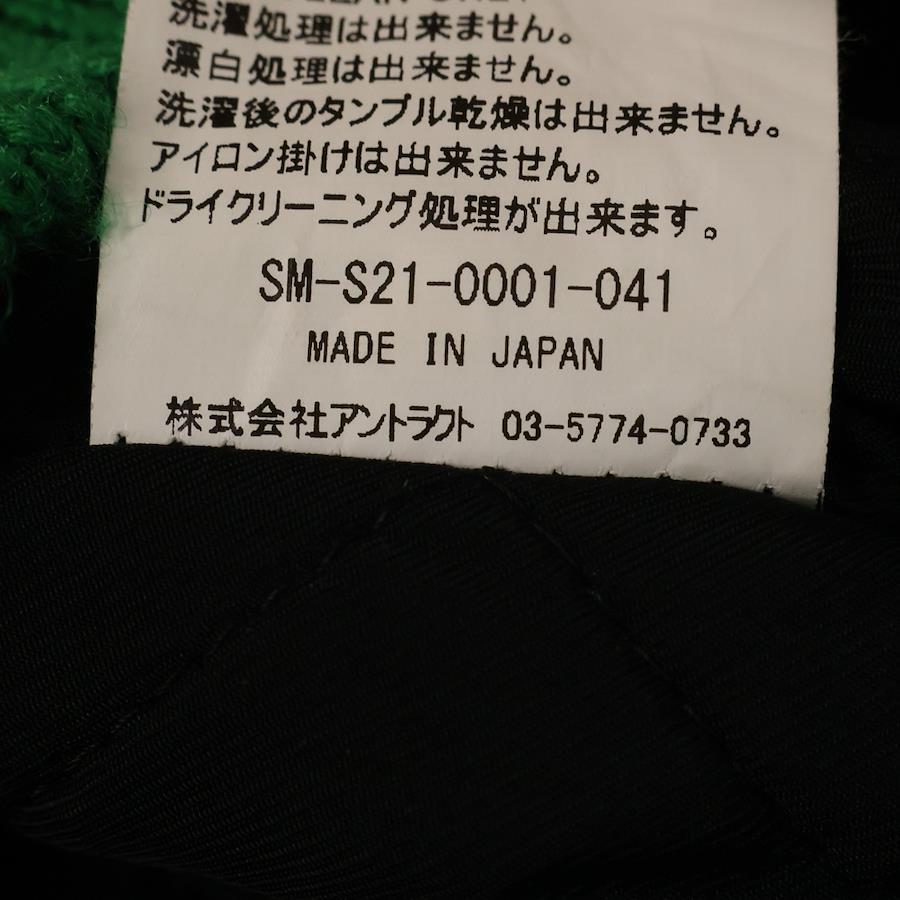 洗濯処理は出来ません。
漂白処理は出来ません。
洗濯後のタンブル乾燥は出来ません。
アイロン掛けは出来ません。
ドライクリーニング処理が出来ます。
SM-S21-0001-041
MADE IN JAPAN
株式会社アントラクト 03-5774-0733